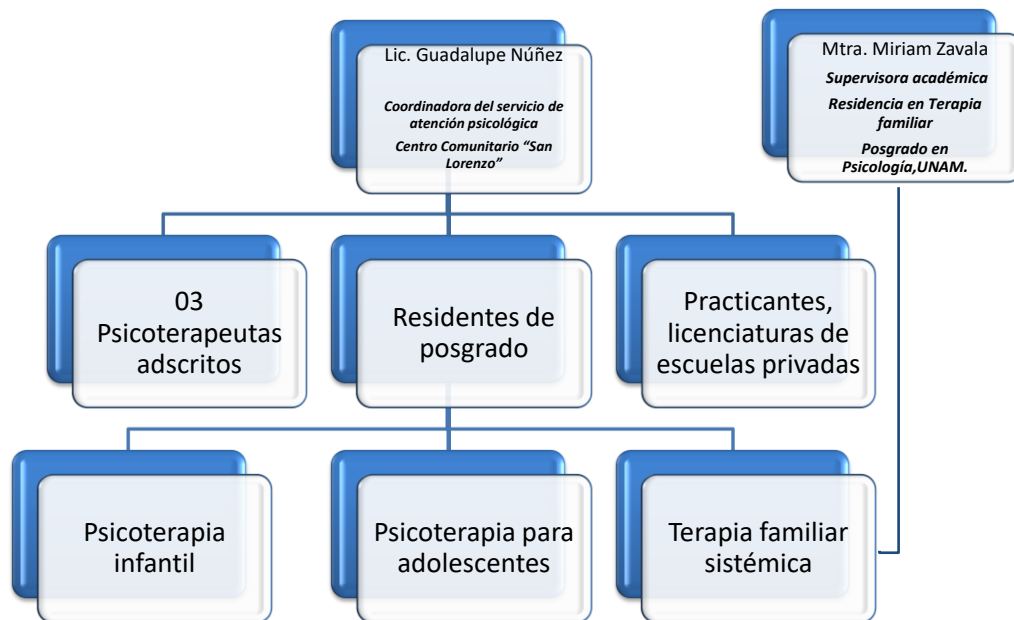 Lic. Guadalupe Núñez
Coordinadora del servicio de
atención psicológica
Centro Comunitario “San
Lorenzo”
Mtra. Miriam Zavala
Supervisora académica
Residencia en Terapia
familiar
Posgrado en
Psicología,UNAM.
03
Psicoterapeutas
adscritos
Residentes de
posgrado
Practicantes,
licenciaturas de
escuelas privadas
Psicoterapia
infantil
Psicoterapia para
adolescentes
Terapia familiar
sistémica